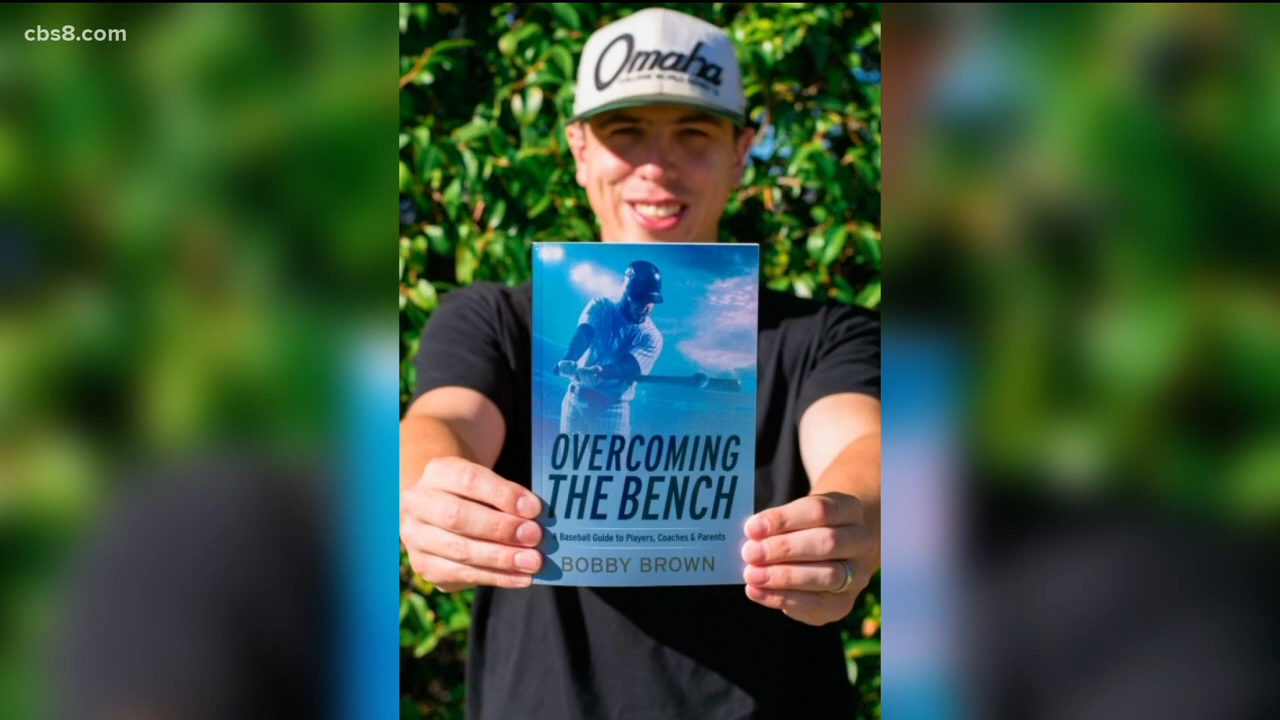 cbs8.com
Omaha
OVERCOMING
THE BENCH
A Baseball Guide to Players, Coaches & Parents
BOBBY BROWN